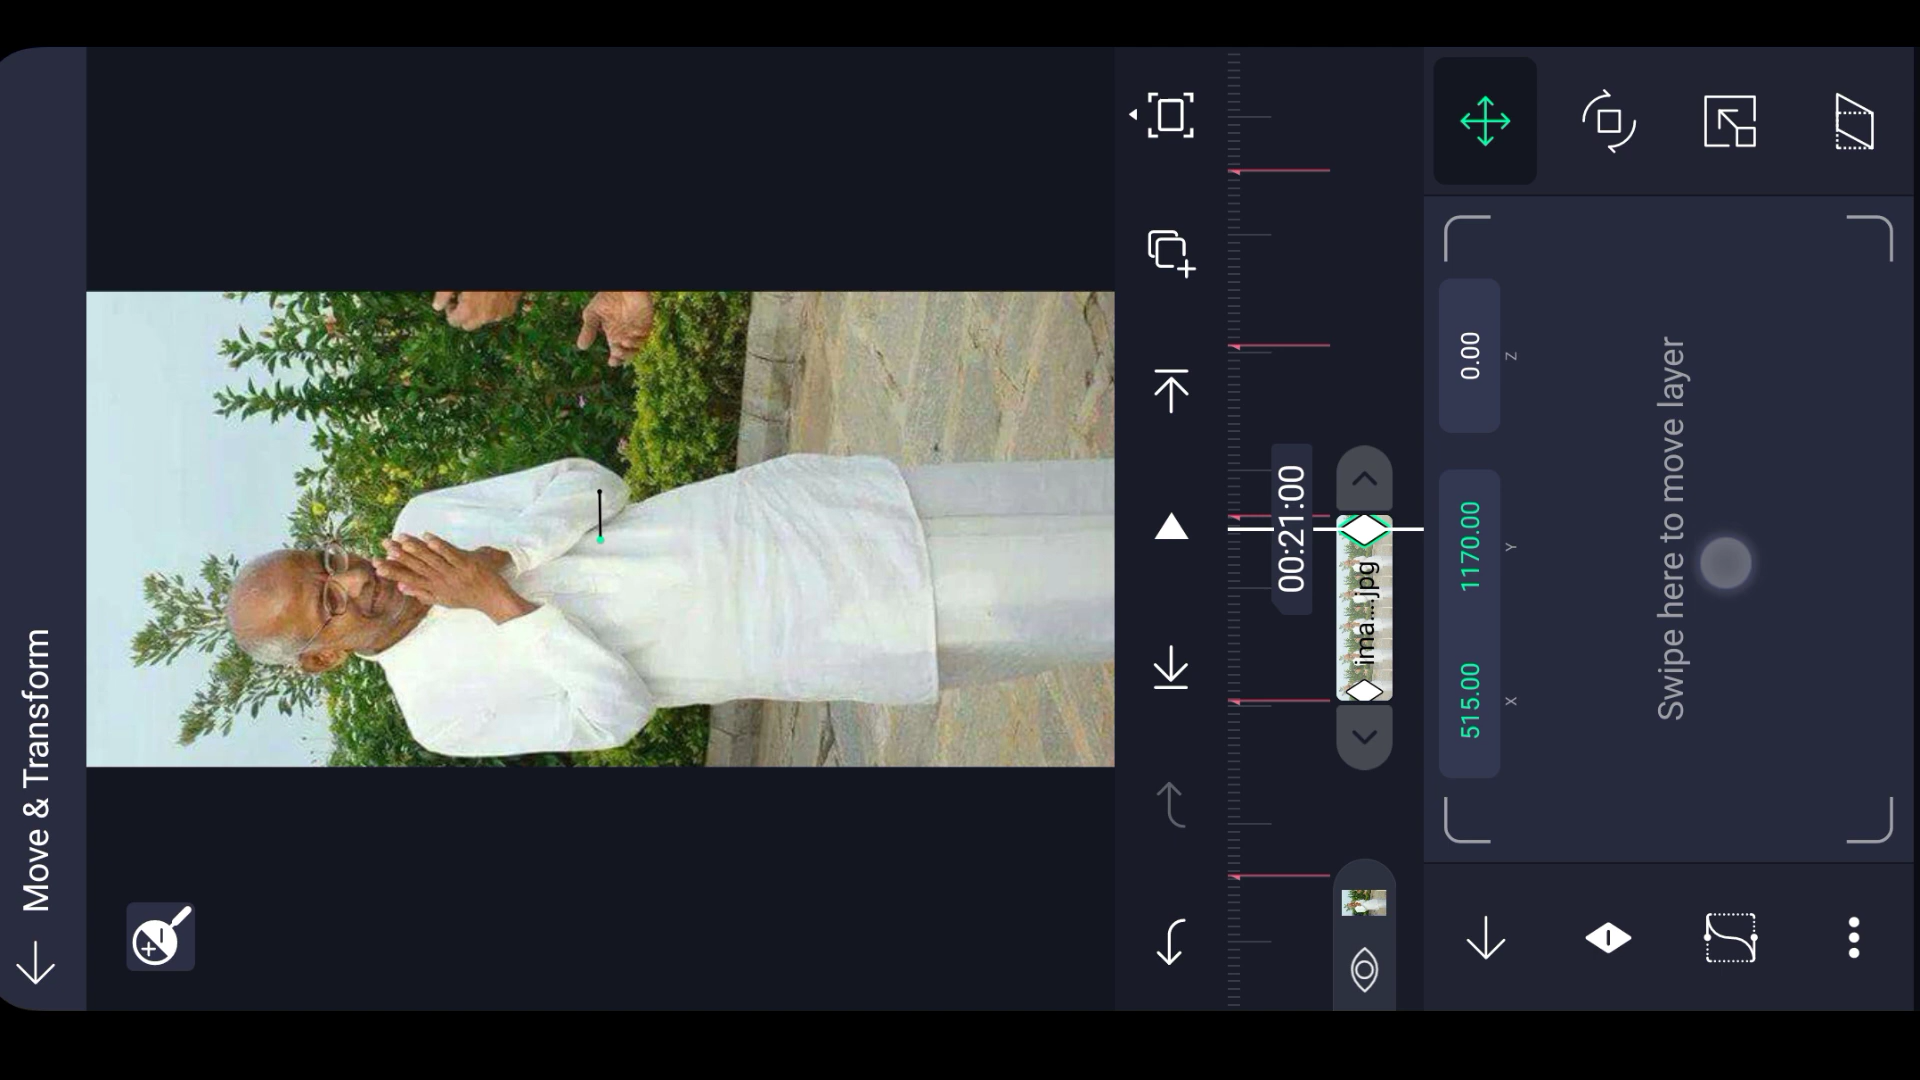 Move & Transform
00:21:00
ima...jpg
515.00 1170.00 0.00
X Y Z
Swipe here to move layer